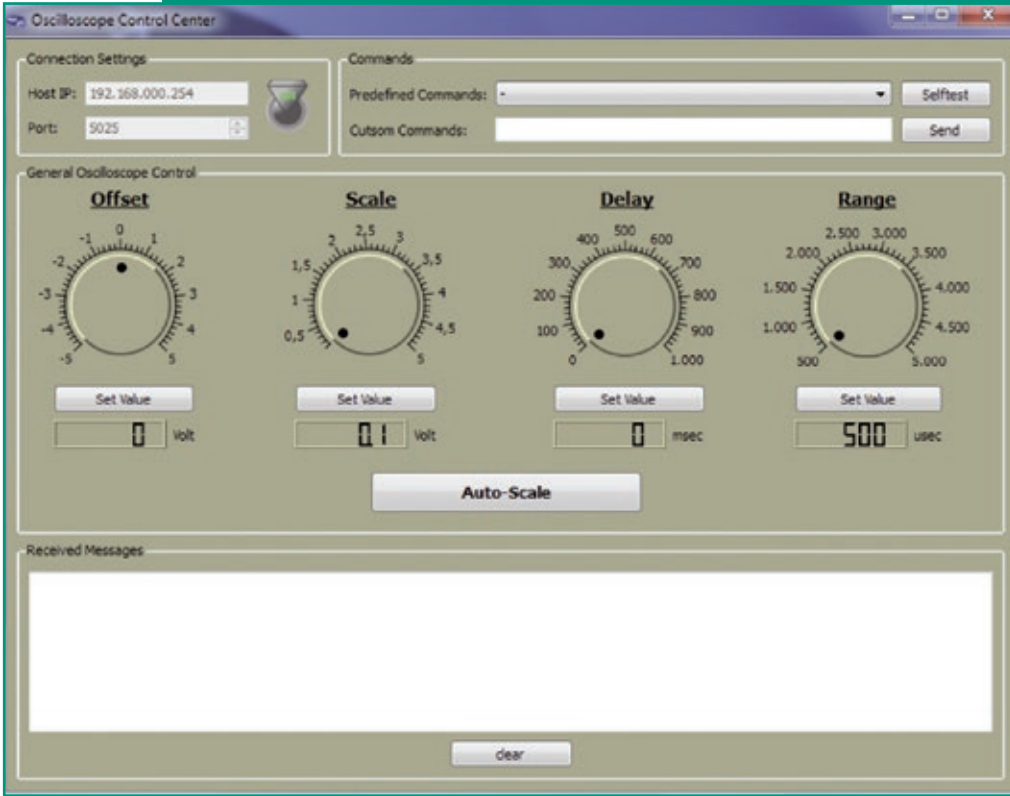 Oscilloscope Control Center
Connection Settings
Host IP: 192.168.000.254
Port: 5025
Commands
Predefined Commands: - Selftest
Cutsom Commands: Send
General Oscilloscope Control
Offset
-5 -4 -3 -2 -1 0 1 2 3 4 5
Set Value
0 Volt
Scale
0,5 1 1,5 2 2,5 3 3,5 4 4,5 5
Set Value
0.1 Volt
Delay
0 100 200 300 400 500 600 700 800 900 1.000
Set Value
0 msec
Range
500 1.000 1.500 2.000 2.500 3.000 3.500 4.000 4.500 5.000
Set Value
500 usec
Auto-Scale
Received Messages
clear